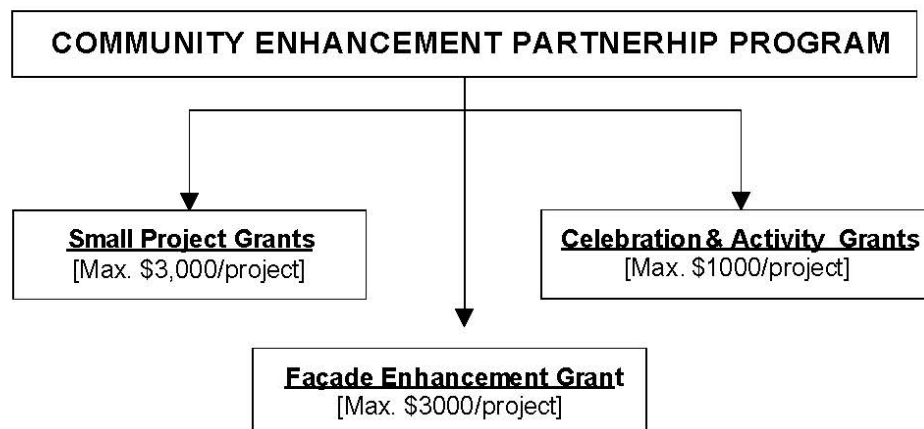 COMMUNITY ENHANCEMENT PARTNERHIP PROGRAM
Small Project Grants
[Max. $3,000/project]
Celebration & Activity Grants
[Max. $1000/project]
Façade Enhancement Grant
[Max. $3000/project]